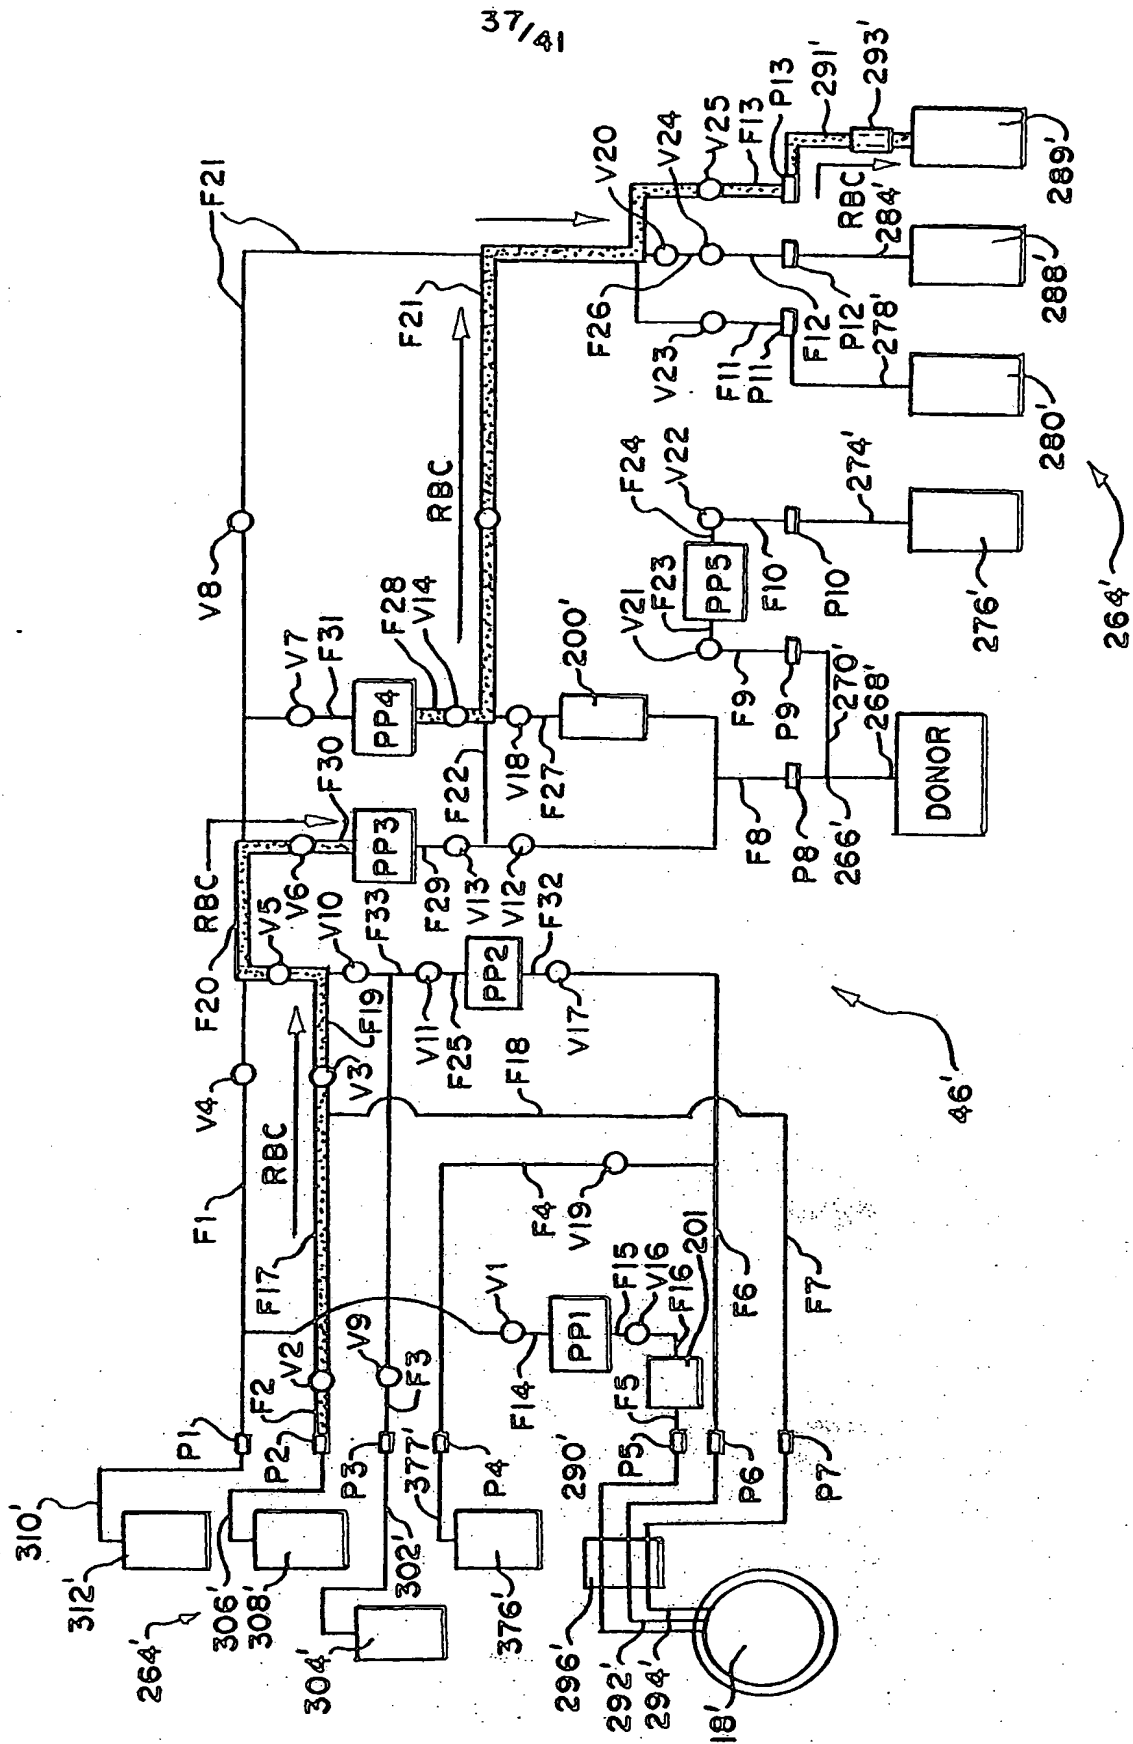 37/41
310'
312'
264'
306'
308'
304'
302'
P1
P2
P3
377'
P4
376'
290'
296'
292'
294'
18'
P5
P6
P7
F1
F2
V2
F17
RBC
V4
V9
F3
F14
V1
PP1
F15
V16
F16
201
F5
F4
V19
F6
F7
F18
V3'
F19
F20
RBC
V5
V6
V10
F33
V11
F25
PP2
F32
V17
F30
PP3
F29
V13
V12
F22
V7
F31
PP4
F28
V14
V18
F27
200'
V8
F21
RBC
F21
F8
P8
266'
DONOR
268'
270'
P9
F9
V21
F23
PP5
F24
V22
F10
P10
274'
276'
V20
V24
V25
F13
P13
291'
293'
RBC
F26
V23
F11
P11
F12
P12
278'
284'
280'
288'
289'
264'
46'